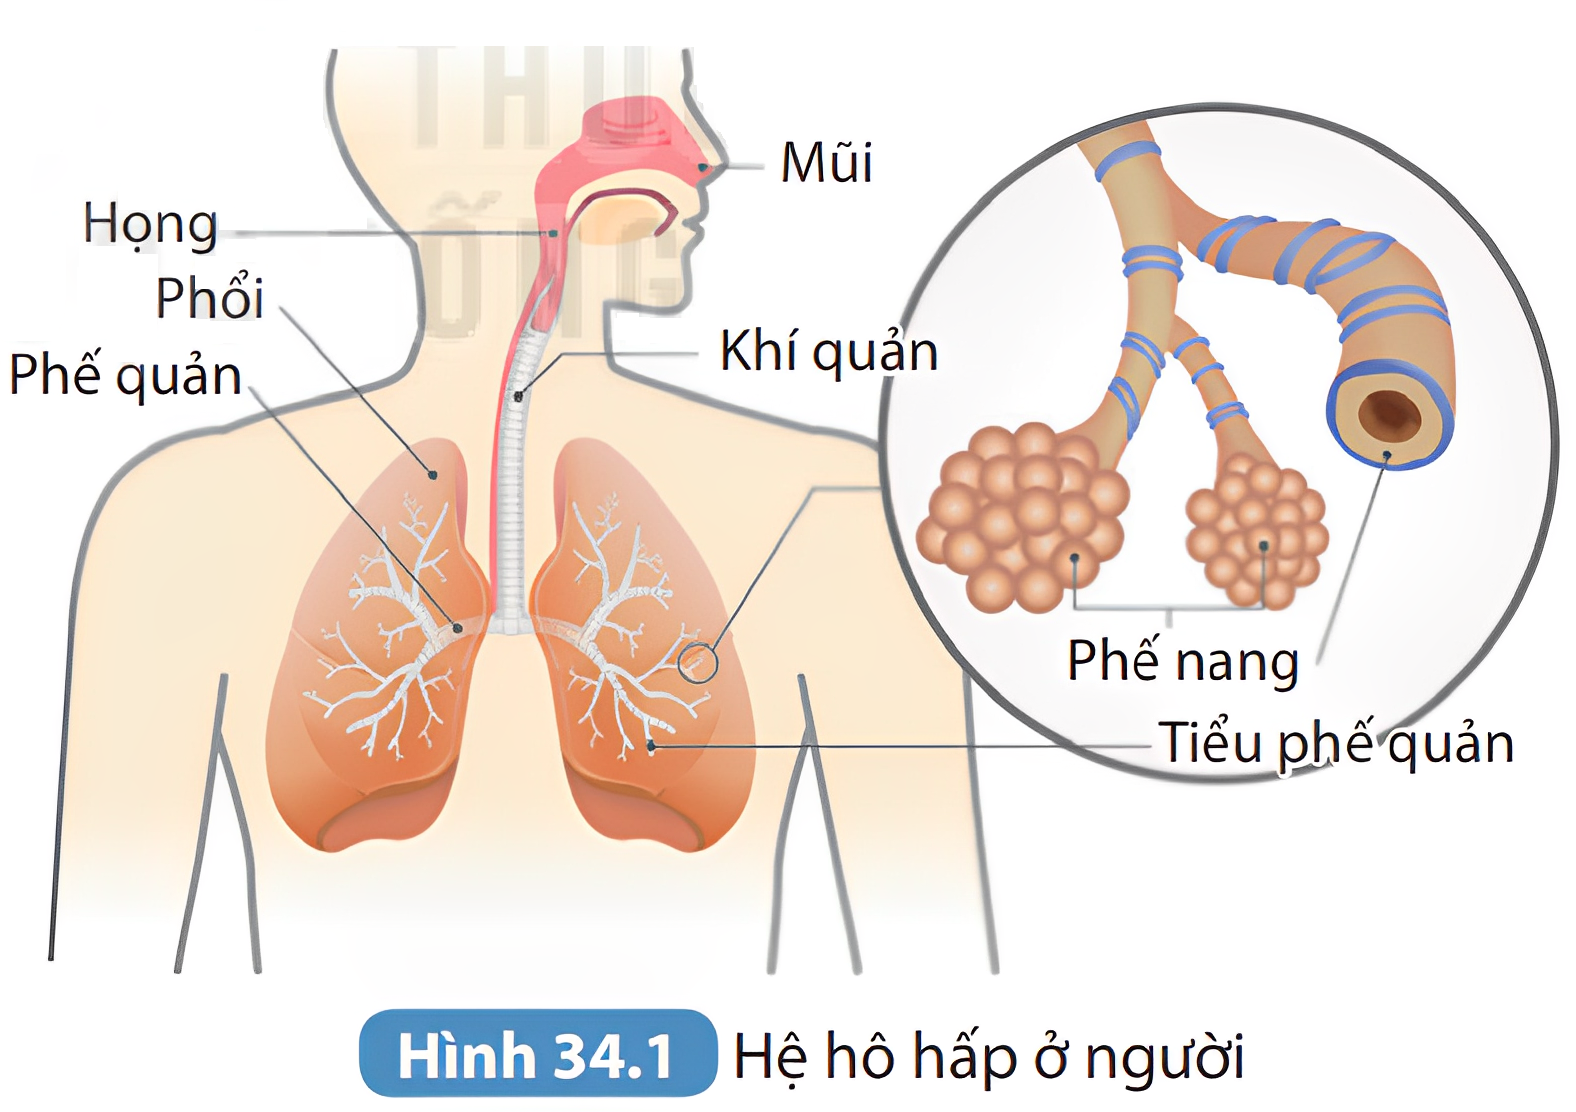 Mũi
Họng
Phổi
Phế quản
Khí quản
Phế nang
Tiểu phế quản
Hình 34.1 Hệ hô hấp ở người